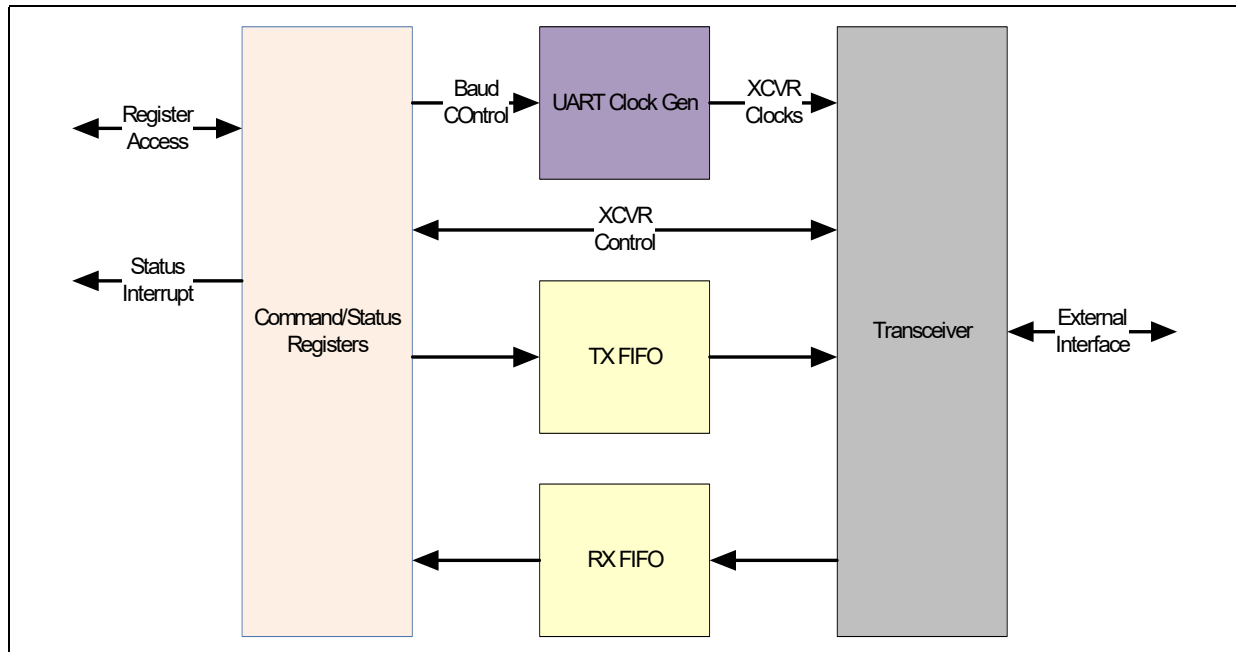 Baud
COntrol
UART Clock Gen
XCVR
Clocks
Register
Access
XCVR
Control
Status
Interrupt
Command/Status
Registers
TX FIFO
Transceiver
External
Interface
RX FIFO